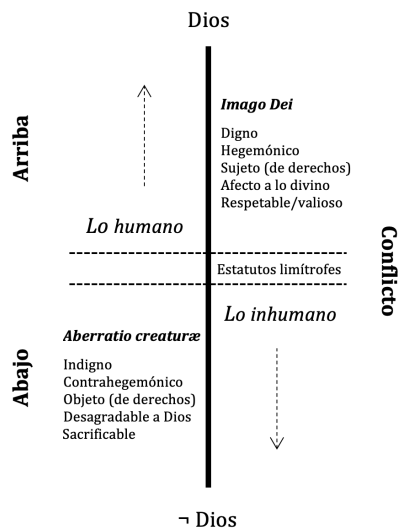 Dios
Arriba
Imago Dei
Digno
Hegemónico
Sujeto (de derechos)
Afecto a lo divino
Respetable/valioso
Lo humano
Conflicto
Estatutos limítrofes
Lo inhumano
Abajo
Aberratio creaturæ
Indigno
Contrahegemónico
Objeto (de derechos)
Desagradable a Dios
Sacrificable
¬ Dios